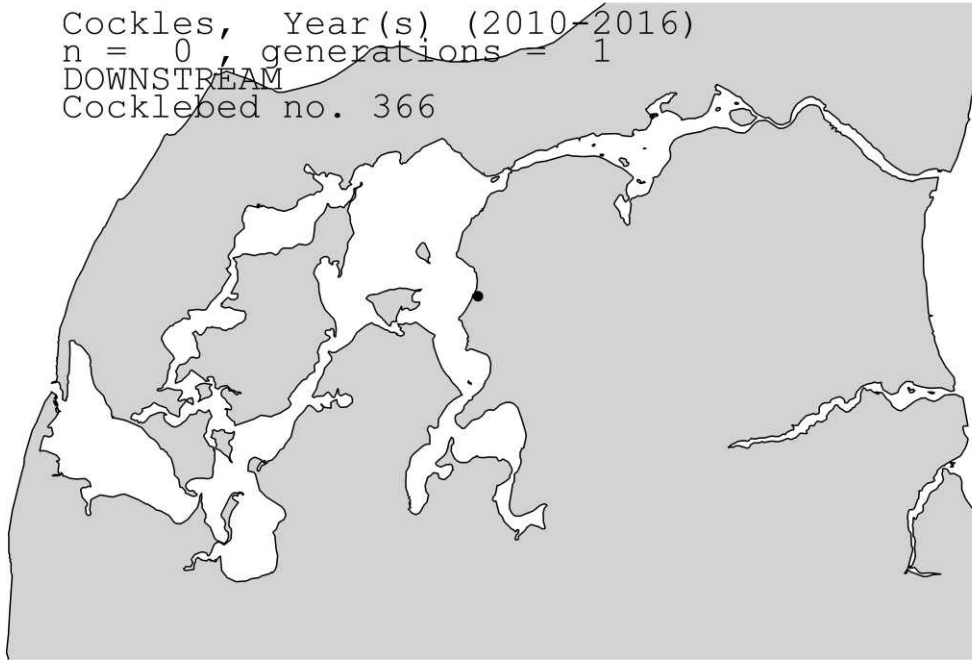 Cockles, Year(s) (2010-2016)
n = 0 , generations = 1
DOWNSTREAM
Cocklebed no. 366